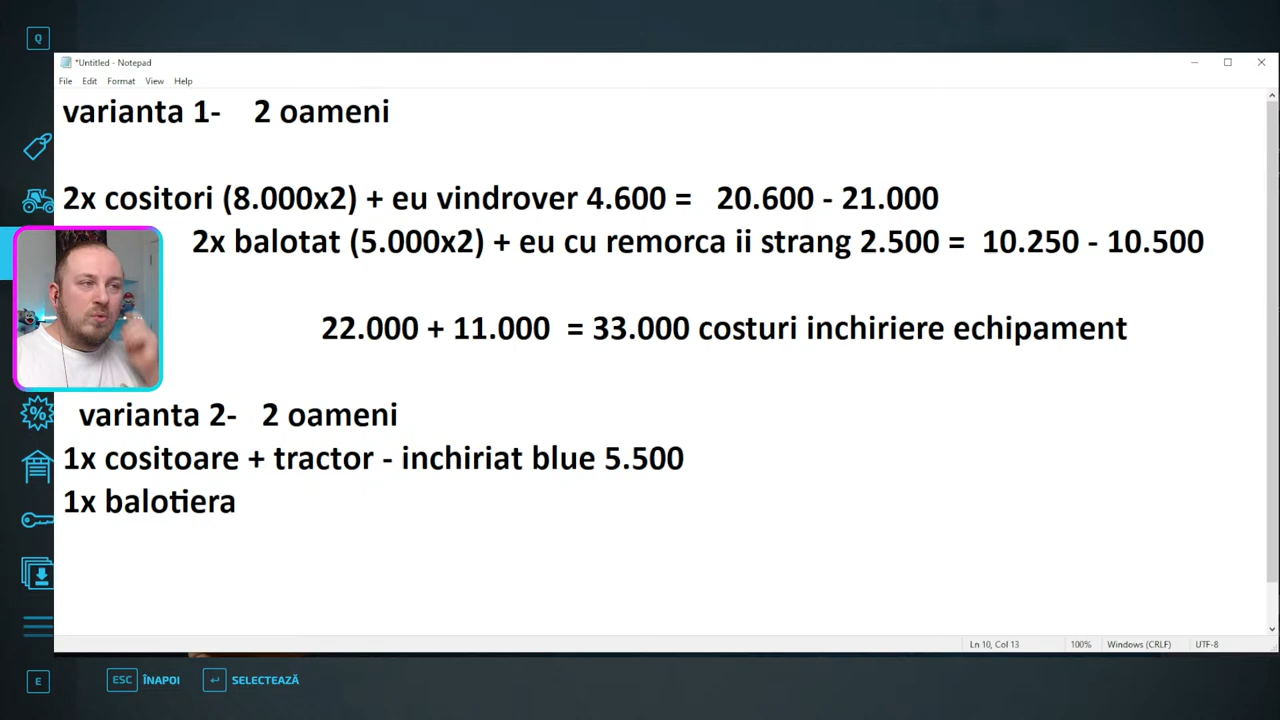 Q
*Untitled - Notepad
File Edit Format View Help
varianta 1- 2 oameni
2x cositori (8.000x2) + eu vindrover 4.600 = 20.600 - 21.000
2x balotat (5.000x2) + eu cu remorca ii strang 2.500 = 10.250 - 10.500
22.000 + 11.000 = 33.000 costuri inchiriere echipament
varianta 2- 2 oameni
1x cositoare + tractor - inchiriat blue 5.500
1x balotiera
Ln 10, Col 13 100% Windows (CRLF) UTF-8
E ESC ÎNAPOI SELECTEAZĂ